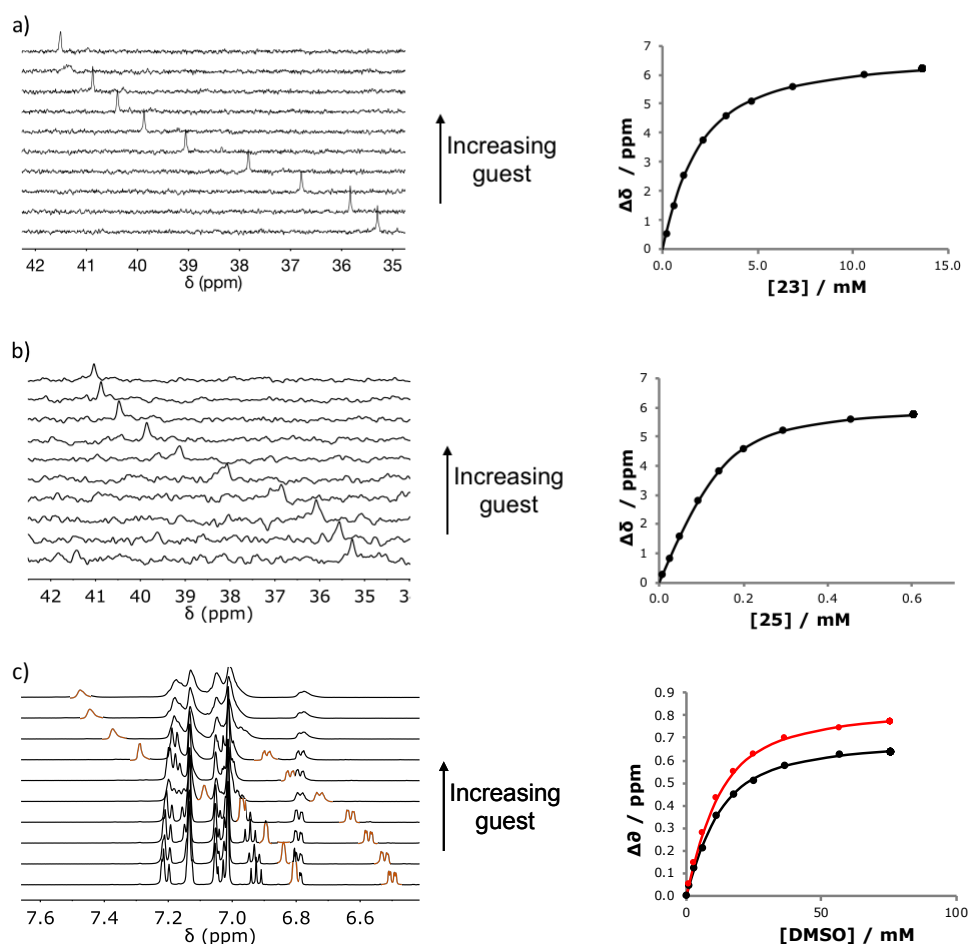 a)
42 41 40 39 38 37 36 35
δ (ppm)
Increasing
guest
7
6
5
4
3
2
1
0
0.0 5.0 10.0 15.0
Δδ / ppm
[23] / mM
b)
42 41 40 39 38 37 36 35 3
δ (ppm)
Increasing
guest
7
6
5
4
3
2
1
0
0.0 0.2 0.4 0.6
Δδ / ppm
[25] / mM
c)
7.6 7.4 7.2 7.0 6.8 6.6
δ (ppm)
Increasing
guest
0.9
0.8
0.7
0.6
0.5
0.4
0.3
0.2
0.1
0.0
0 50 100
Δ∂ / ppm
[DMSO] / mM